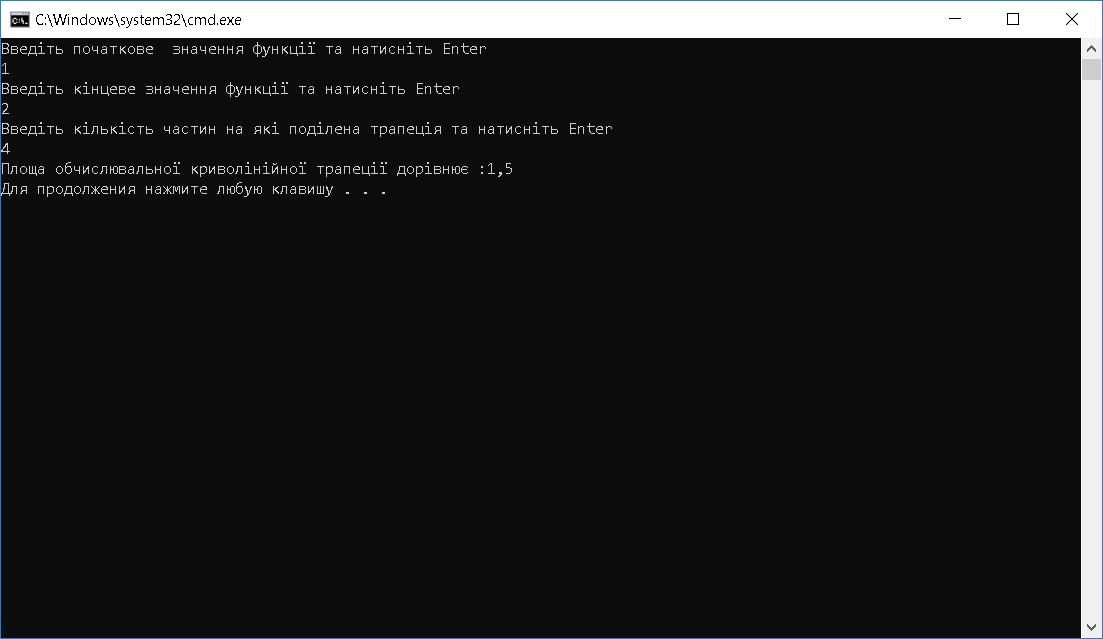 C:\Windows\system32\cmd.exe
Введіть початкове  значення функції та натисніть Enter
1
Введіть кінцеве значення функції та натисніть Enter
2
Введіть кількість частин на які поділена трапеція та натисніть Enter
4
Площа обчислювальної криволінійної трапеції дорівнює :1,5
Для продолжения нажмите любую клавишу . . .